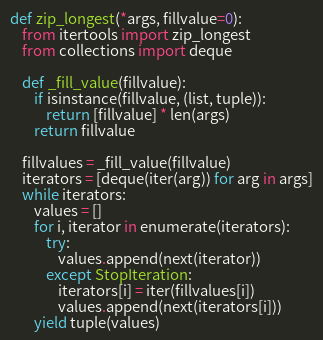 def zip_longest(*args, fillvalue=0):
from itertools import zip_longest
from collections import deque
def _fill_value(fillvalue):
if isinstance(fillvalue, (list, tuple)):
return [fillvalue] * len(args)
return fillvalue
fillvalues = _fill_value(fillvalue)
iterators = [deque(iter(arg)) for arg in args]
while iterators:
values = []
for i, iterator in enumerate(iterators):
try:
values.append(next(iterator))
except StopIteration:
iterators[i] = iter(fillvalues[i])
values.append(next(iterators[i]))
yield tuple(values)